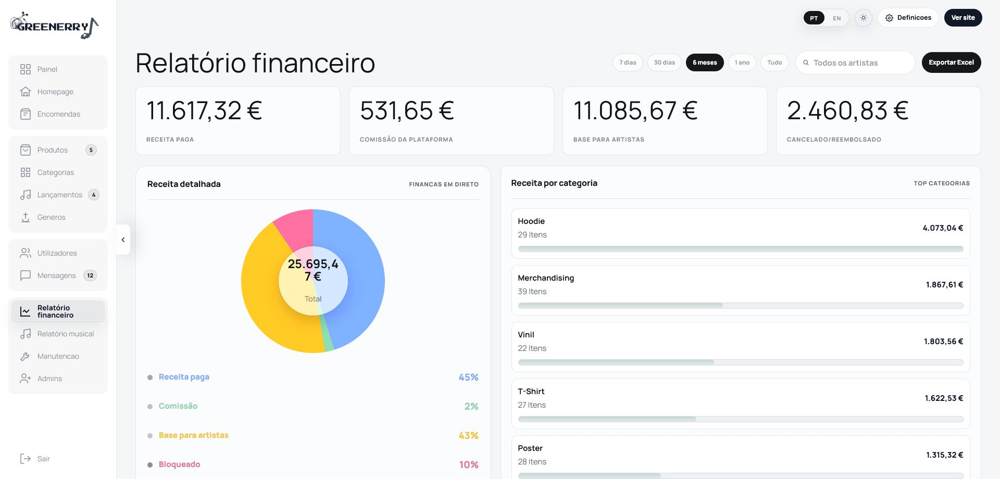 GREENERRY
PT
EN
Definicoes
Ver site
Painel
Homepage
Encomendas
Produtos 5
Categorias
Lançamentos 4
Generos
Utilizadores
Mensagens 12
Relatório
financeiro
Relatório musical
Manutencao
Admins
Sair
Relatório financeiro
7 dias
30 dias
6 meses
1 ano
Tudo
Todos os artistas
Exportar Excel
11.617,32 €
RECEITA PAGA
531,65 €
COMISSÃO DA PLATAFORMA
11.085,67 €
BASE PARA ARTISTAS
2.460,83 €
CANCELADO/REEMBOLSADO
Receita detalhada
FINANCAS EM DIRETO
25.695,4
7 €
Total
Receita paga 45%
Comissão 2%
Base para artistas 43%
Bloqueado 10%
Receita por categoria
TOP CATEGORIAS
Hoodie
29 Itens
4.073,04 €
Merchandising
39 Itens
1.867,61 €
Vinil
22 Itens
1.803,56 €
T-Shirt
27 Itens
1.622,53 €
Poster
28 Itens
1.315,32 €